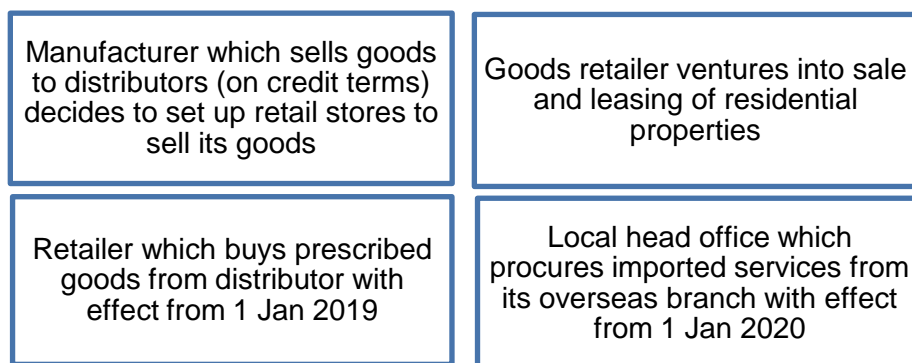 Manufacturer which sells goods
to distributors (on credit terms)
decides to set up retail stores to
sell its goods
Goods retailer ventures into sale
and leasing of residential
properties
Retailer which buys prescribed
goods from distributor with
effect from 1 Jan 2019
Local head office which
procures imported services from
its overseas branch with effect
from 1 Jan 2020